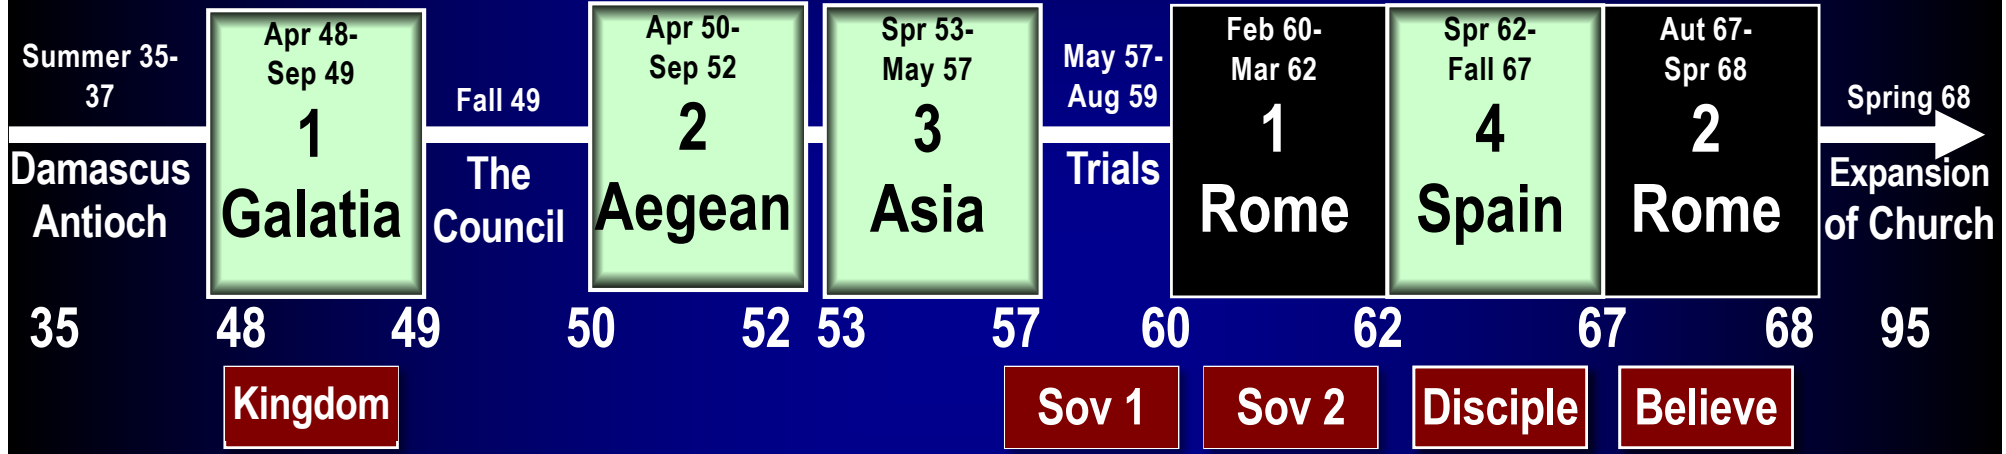 Summer 35-
37
Damascus
Antioch
Apr 48-
Sep 49
1
Galatia
Fall 49
The
Council
Apr 50-
Sep 52
2
Aegean
Spr 53-
May 57
3
Asia
May 57-
Aug 59
Trials
Feb 60-
Mar 62
1
Rome
Spr 62-
Fall 67
4
Spain
Aut 67-
Spr 68
2
Rome
Spring 68
Expansion
of Church
35 48 49 50 52 53 57 60 62 67 68 95
Kingdom Sov 1 Sov 2 Disciple Believe